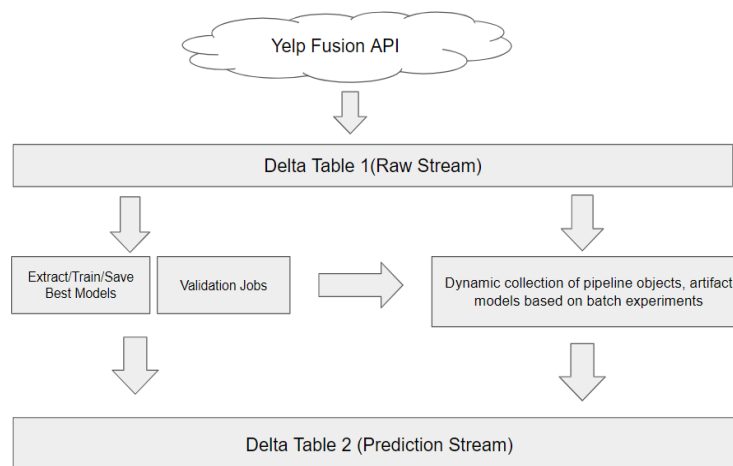 Yelp Fusion API
Delta Table 1(Raw Stream)
Extract/Train/Save
Best Models
Validation Jobs
Dynamic collection of pipeline objects, artifact
models based on batch experiments
Delta Table 2 (Prediction Stream)